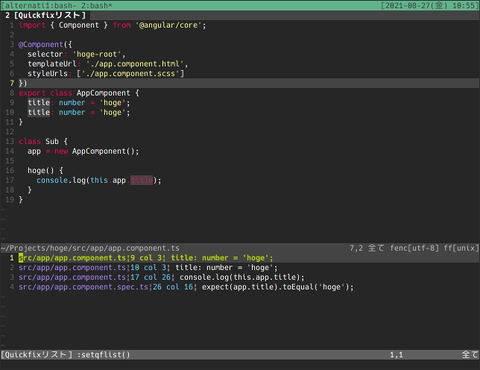 [alternati1:bash- 2:bash*                    [2021-08-27(金) 10:55]
2 [Quickfixリスト]
1 import { Component } from '@angular/core';
2
3 @Component({
4   selector: 'hoge-root',
5   templateUrl: './app.component.html',
6   styleUrls: ['./app.component.scss']
7 })
8 export class AppComponent {
9   title: number = 'hoge';
10   title: number = 'hoge';
11 }
12
13 class Sub {
14   app = new AppComponent();
15
16   hoge() {
17     console.log(this.app.title);
18   }
19 }
~/Projects/hoge/src/app/app.component.ts                    7,2 全て fenc[utf-8] ff[unix]
1 src/app/app.component.ts¦9 col 3¦ title: number = 'hoge';
2 src/app/app.component.ts¦10 col 3¦ title: number = 'hoge';
3 src/app/app.component.ts¦17 col 26¦ console.log(this.app.title);
4 src/app/app.component.spec.ts¦26 col 16¦ expect(app.title).toEqual('hoge');
[Quickfixリスト] :setqflist()                    1,1                    全て